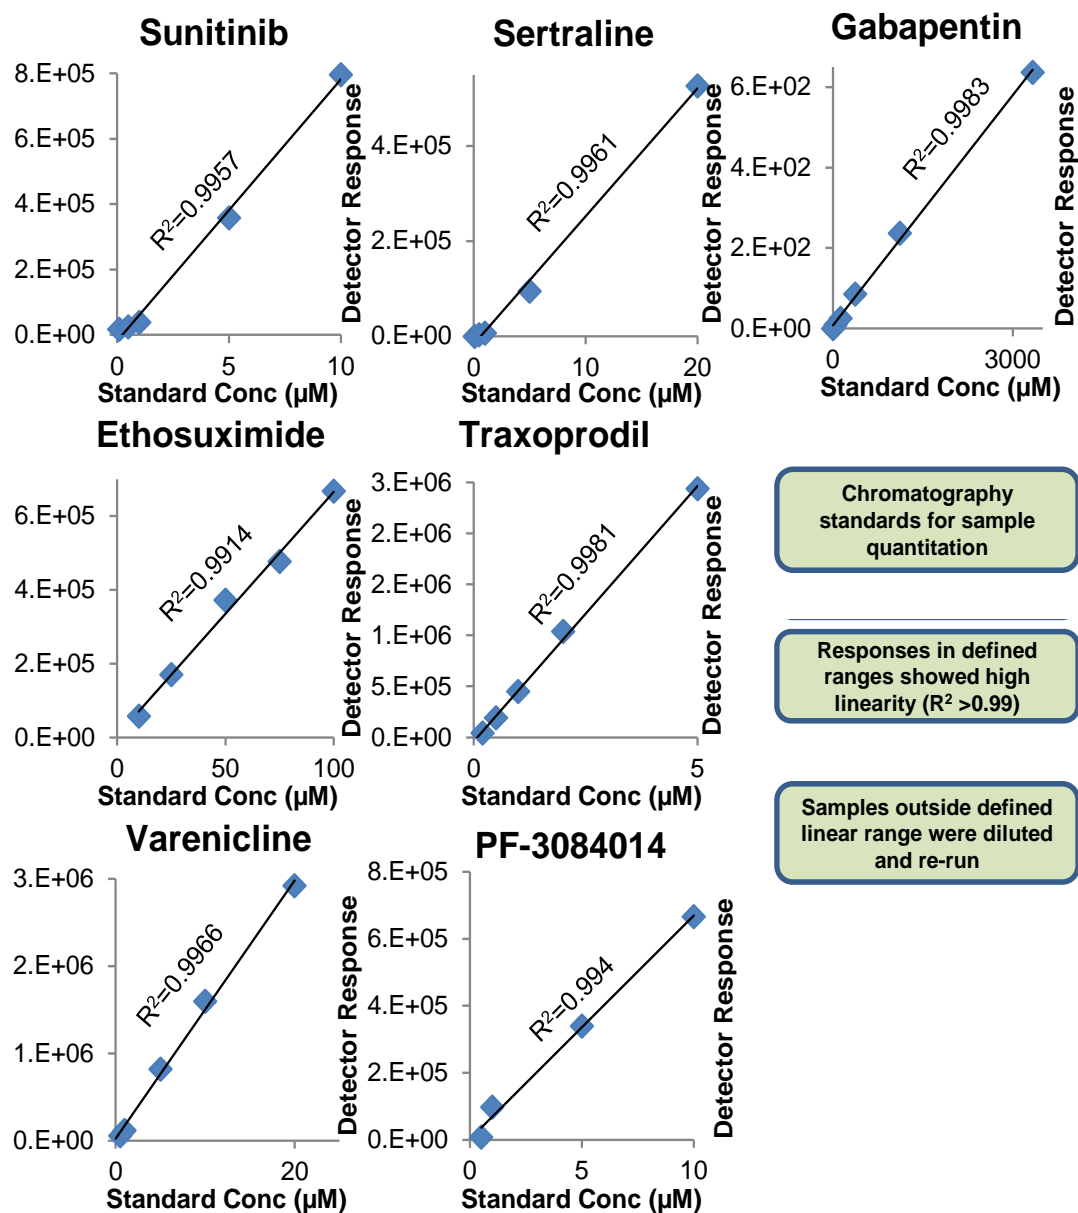 Sunitinib
8.E+05
6.E+05
4.E+05
2.E+05
0.E+00
R²=0.9957
0 5 10
Standard Conc (µM)
Detector Response
Sertraline
4.E+05
2.E+05
0.E+00
R²=0.9961
0 10 20
Standard Conc (µM)
Detector Response
Gabapentin
6.E+02
4.E+02
2.E+02
0.E+00
R²=0.9983
0 3000
Standard Conc (µM)
Detector Response
Ethosuximide
6.E+05
4.E+05
2.E+05
0.E+00
R²=0.9914
0 50 100
Standard Conc (µM)
Detector Response
Traxoprodil
3.E+06
2.E+06
2.E+06
1.E+06
5.E+05
0.E+00
R²=0.9981
0 5
Standard Conc (µM)
Detector Response
Chromatography
standards for sample
quantitation
Responses in defined
ranges showed high
linearity (R² >0.99)
Samples outside defined
linear range were diluted
and re-run
Varenicline
3.E+06
2.E+06
1.E+06
0.E+00
R²=0.9966
0 20
Standard Conc (µM)
Detector Response
PF-3084014
8.E+05
6.E+05
4.E+05
2.E+05
0.E+00
R²=0.994
0 5 10
Standard Conc (µM)
Detector Response